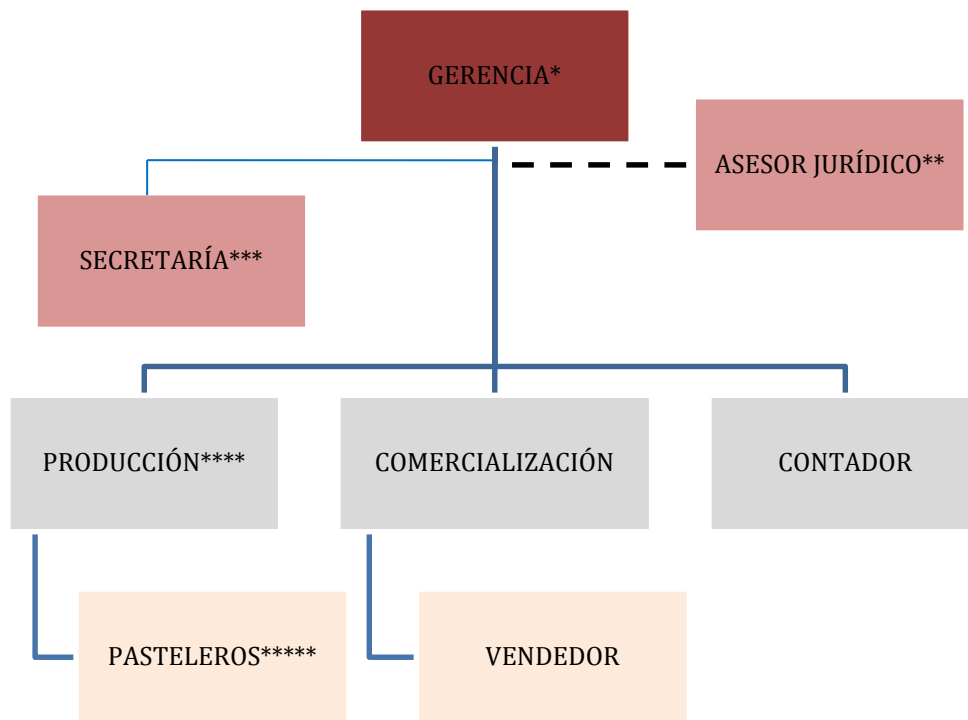 GERENCIA*
ASESOR JURÍDICO**
SECRETARÍA***
PRODUCCIÓN****
COMERCIALIZACIÓN
CONTADOR
PASTELEROS*****
VENDEDOR